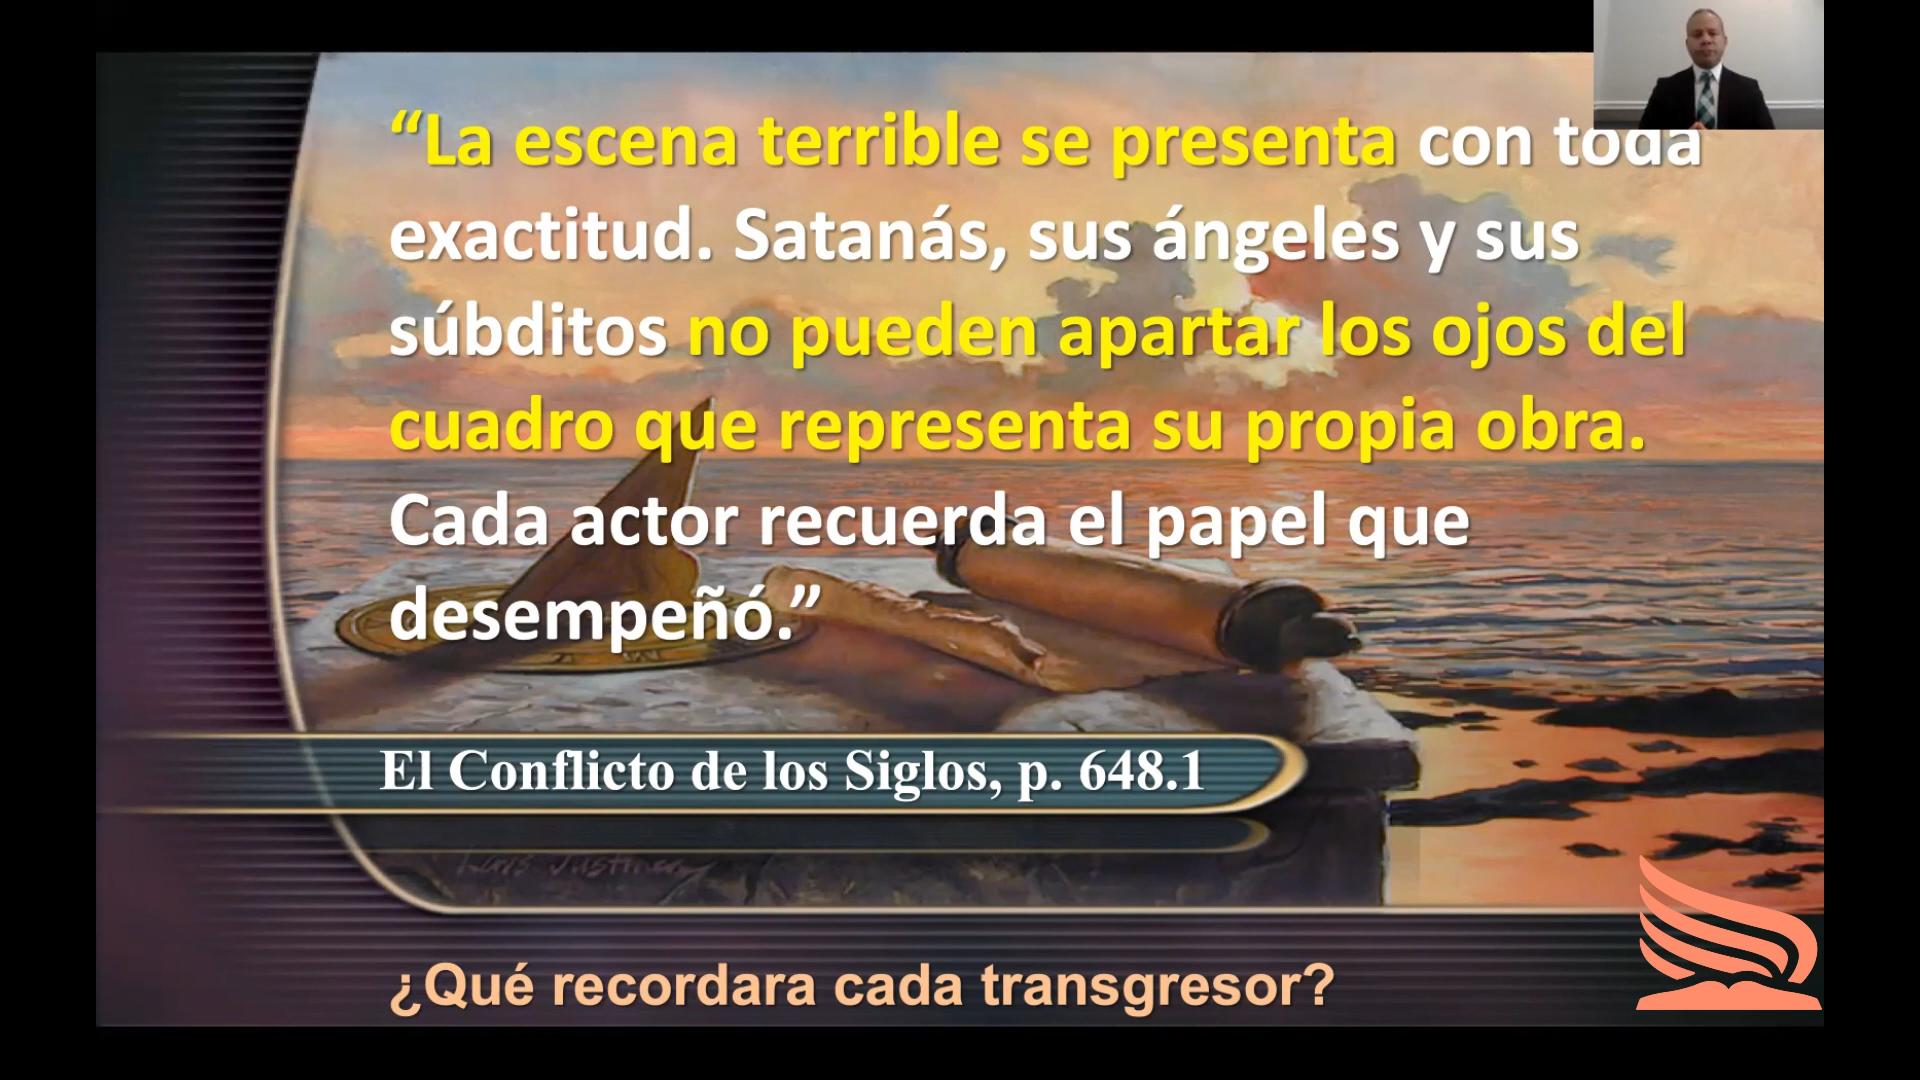 “La escena terrible se presenta con toda
exactitud. Satanás, sus ángeles y sus
súbditos no pueden apartar los ojos del
cuadro que representa su propia obra.
Cada actor recuerda el papel que
desempeñó.”
El Conflicto de los Siglos, p. 648.1
¿Qué recordara cada transgresor?